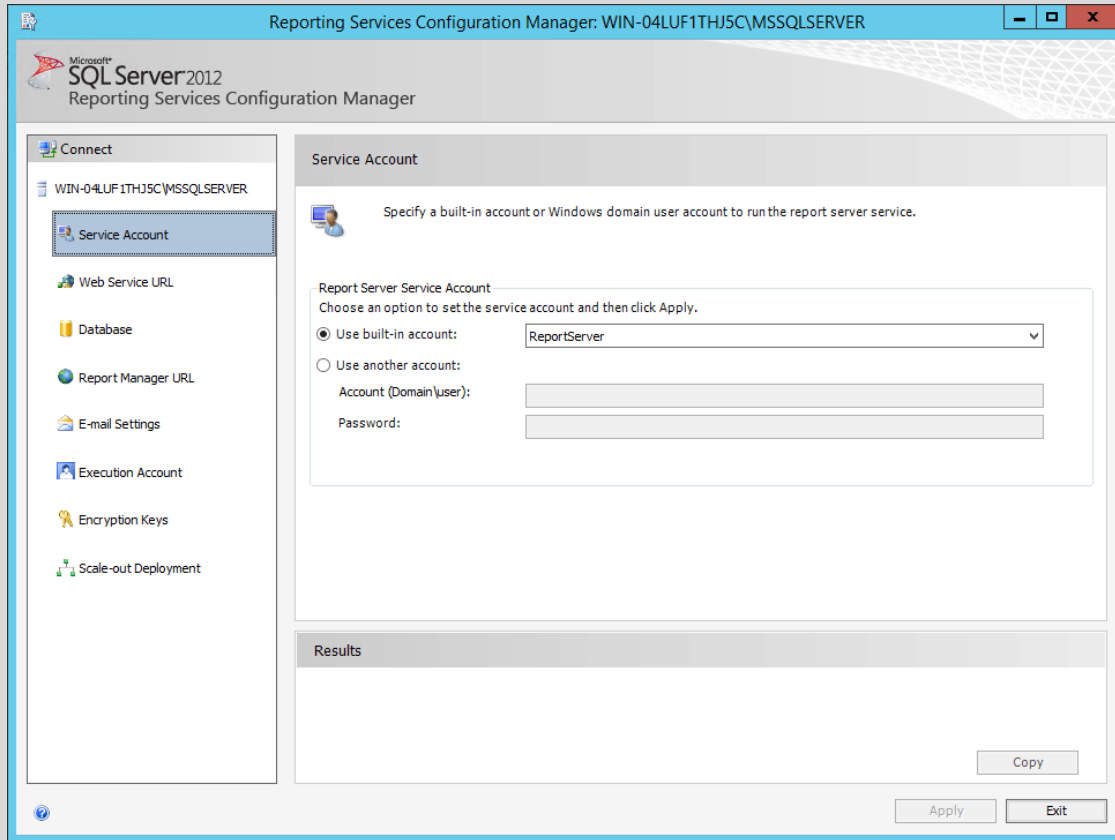 Reporting Services Configuration Manager: WIN-04LUF1THJ5C\MSSQLSERVER
Microsoft
SQL Server 2012
Reporting Services Configuration Manager
Connect
WIN-04LUF1THJ5C\MSSQLSERVER
Service Account
Web Service URL
Database
Report Manager URL
E-mail Settings
Execution Account
Encryption Keys
Scale-out Deployment
Service Account
Specify a built-in account or Windows domain user account to run the report server service.
Report Server Service Account
Choose an option to set the service account and then click Apply.
Use built-in account:
ReportServer
Use another account:
Account (Domain\user):
Password:
Results
Copy
Apply
Exit